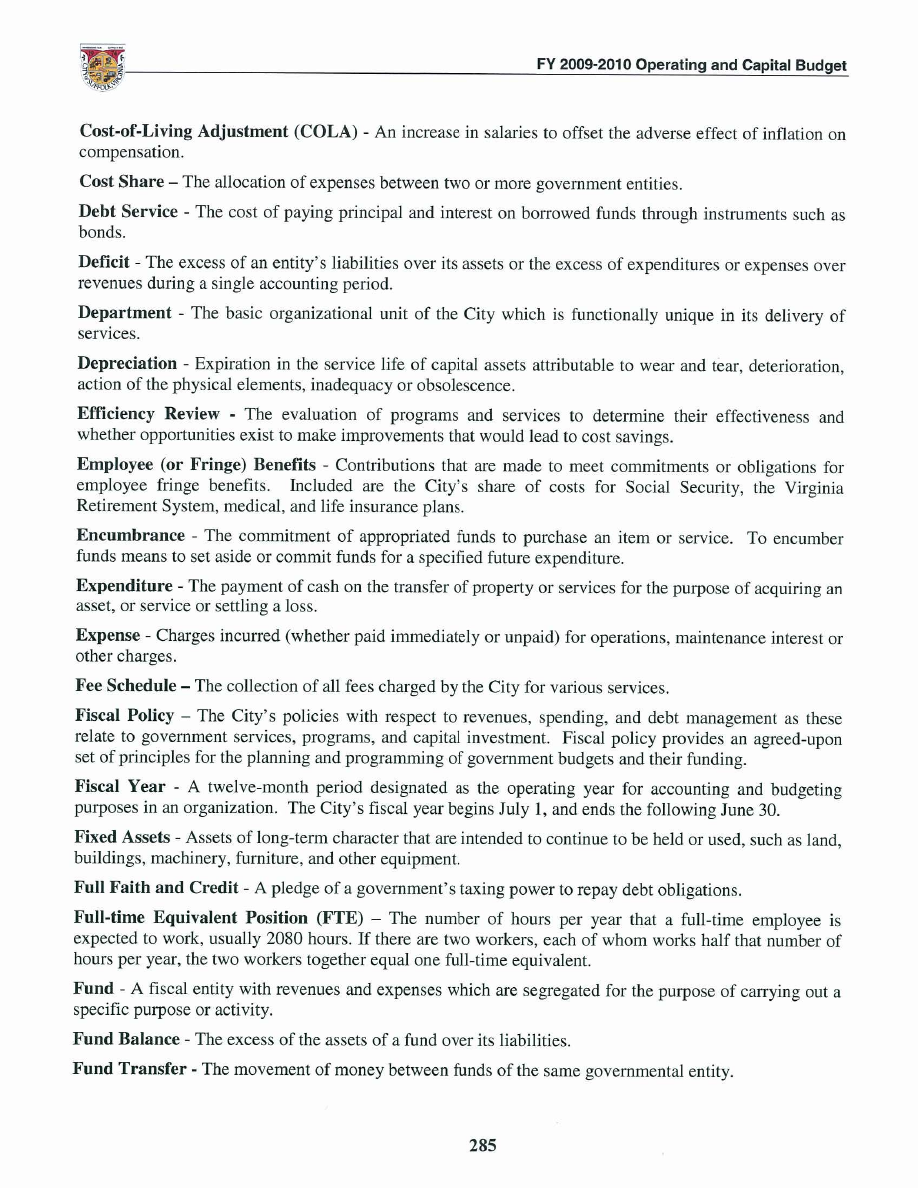 FY 2009-2010 Operating and Capital Budget
Cost-of-Living Adjustment (COLA) - An increase in salaries to offset the adverse effect of inflation on
compensation.
Cost Share – The allocation of expenses between two or more government entities.
Debt Service - The cost of paying principal and interest on borrowed funds through instruments such as
bonds.
Deficit - The excess of an entity's liabilities over its assets or the excess of expenditures or expenses over
revenues during a single accounting period.
Department - The basic organizational unit of the City which is functionally unique in its delivery of
services.
Depreciation - Expiration in the service life of capital assets attributable to wear and tear, deterioration,
action of the physical elements, inadequacy or obsolescence.
Efficiency Review - The evaluation of programs and services to determine their effectiveness and
whether opportunities exist to make improvements that would lead to cost savings.
Employee (or Fringe) Benefits - Contributions that are made to meet commitments or obligations for
employee fringe benefits. Included are the City's share of costs for Social Security, the Virginia
Retirement System, medical, and life insurance plans.
Encumbrance - The commitment of appropriated funds to purchase an item or service. To encumber
funds means to set aside or commit funds for a specified future expenditure.
Expenditure - The payment of cash on the transfer of property or services for the purpose of acquiring an
asset, or service or settling a loss.
Expense - Charges incurred (whether paid immediately or unpaid) for operations, maintenance interest or
other charges.
Fee Schedule – The collection of all fees charged by the City for various services.
Fiscal Policy – The City's policies with respect to revenues, spending, and debt management as these
relate to government services, programs, and capital investment. Fiscal policy provides an agreed-upon
set of principles for the planning and programming of government budgets and their funding.
Fiscal Year - A twelve-month period designated as the operating year for accounting and budgeting
purposes in an organization. The City's fiscal year begins July 1, and ends the following June 30.
Fixed Assets - Assets of long-term character that are intended to continue to be held or used, such as land,
buildings, machinery, furniture, and other equipment.
Full Faith and Credit - A pledge of a government's taxing power to repay debt obligations.
Full-time Equivalent Position (FTE) – The number of hours per year that a full-time employee is
expected to work, usually 2080 hours. If there are two workers, each of whom works half that number of
hours per year, the two workers together equal one full-time equivalent.
Fund - A fiscal entity with revenues and expenses which are segregated for the purpose of carrying out a
specific purpose or activity.
Fund Balance - The excess of the assets of a fund over its liabilities.
Fund Transfer - The movement of money between funds of the same governmental entity.
285